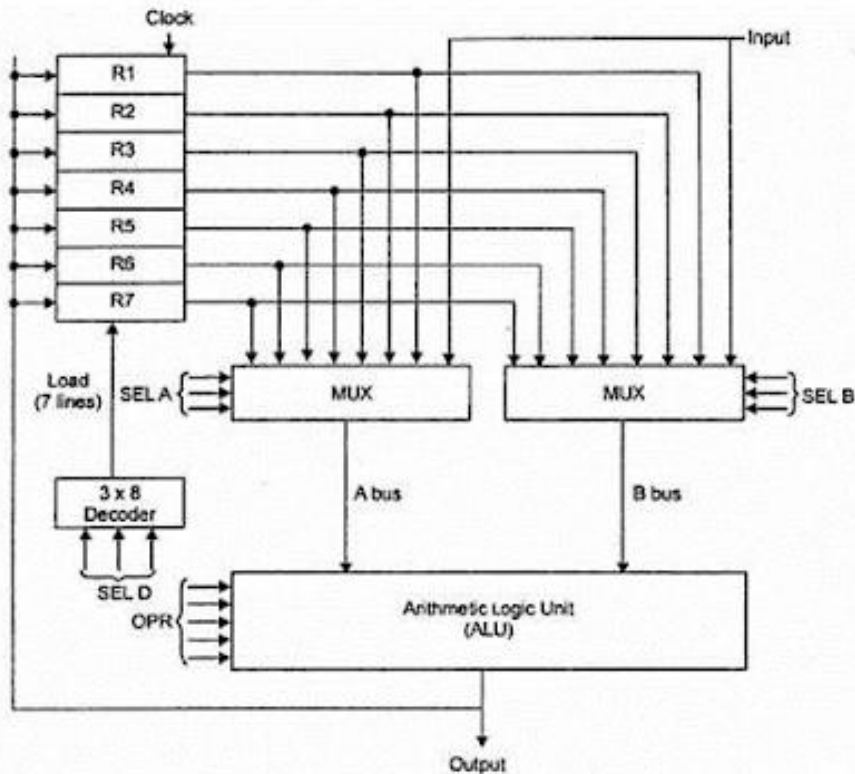 Clock
Input
R1
R2
R3
R4
R5
R6
R7
Load
(7 lines)
SEL A
MUX
MUX
SEL B
3 x 8
Decoder
A bus
B bus
SEL D
OPR
Arithmetic Logic Unit
(ALU)
Output